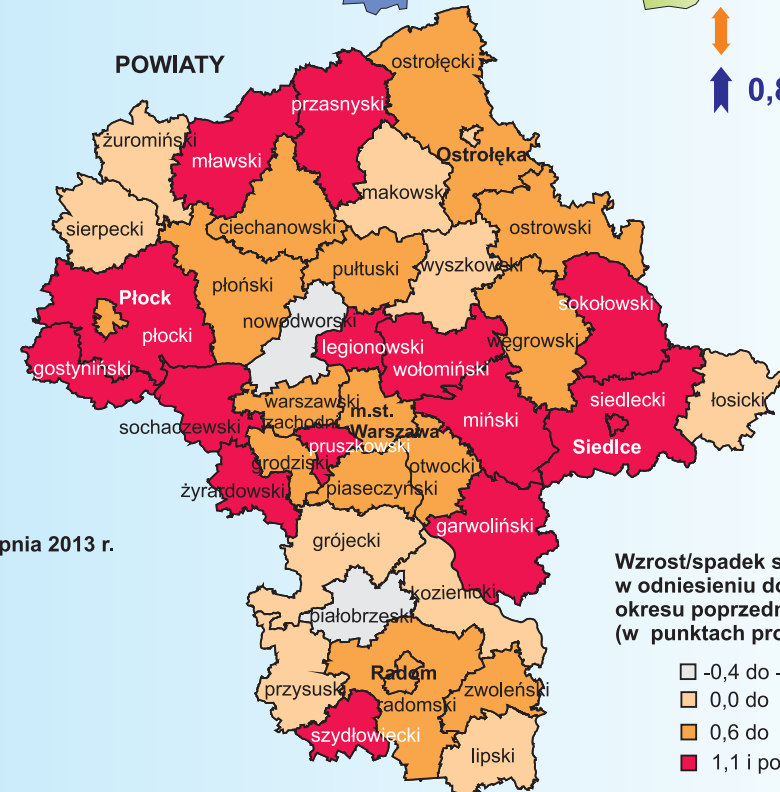 POWIATY
0,8
ostrołęcki
przasnyski
żuromiński
mławski
Ostrołęka
makowski
sierpecki
ciechanowski
ostrowski
pułtuski
wyszkowski
płoński
Płock
sokołowski
nowodworski
płocki
węgrowski
legionowski
gostyniński
wołomiński
siedlecki
łosicki
warszawski
zachodni
m.st.
Warszawa
miński
sochaczewski
pruszkowski
Siedlce
grodziski
otwocki
żyrardowski
piaseczyński
garwoliński
grójecki
pnia 2013 r.
kozienicki
białobrzeski
Wzrost/spadek s
w odniesieniu do
okresu poprzedn
(w punktach pro
Radom
przysuski
zwoleński
radomski
szydłowiecki
lipski
-0,4 do -
0,0 do
0,6 do
1,1 i po